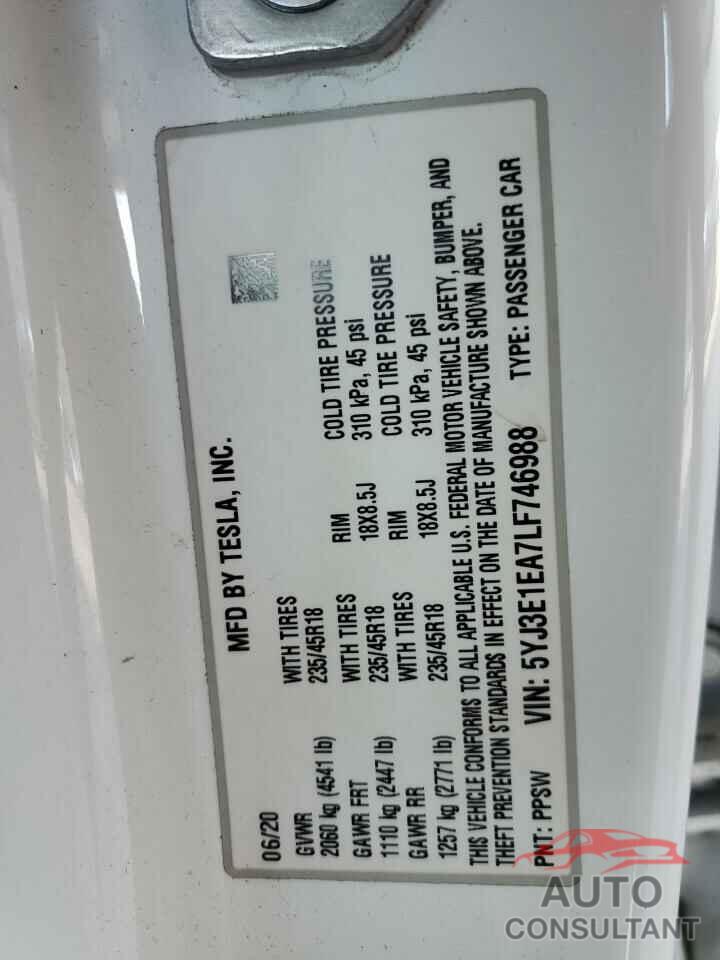 MFD BY TESLA, INC.
06/20
GVWR WITH TIRES RIM COLD TIRE PRESSURE
2060 kg (4541 lb) 235/45R18 18X8.5J 310 kPa, 45 psi
GAWR FRT WITH TIRES RIM COLD TIRE PRESSURE
1110 kg (2447 lb) 235/45R18 18X8.5J 310 kPa, 45 psi
GAWR RR WITH TIRES
1257 kg (2771 lb) 235/45R18
THIS VEHICLE CONFORMS TO ALL APPLICABLE U.S. FEDERAL MOTOR VEHICLE SAFETY, BUMPER, AND
THEFT PREVENTION STANDARDS IN EFFECT ON THE DATE OF MANUFACTURE SHOWN ABOVE.
PNT: PPSW VIN: 5YJ3E1EA7LF746988 TYPE: PASSENGER CAR
AUTO
CONSULTANT